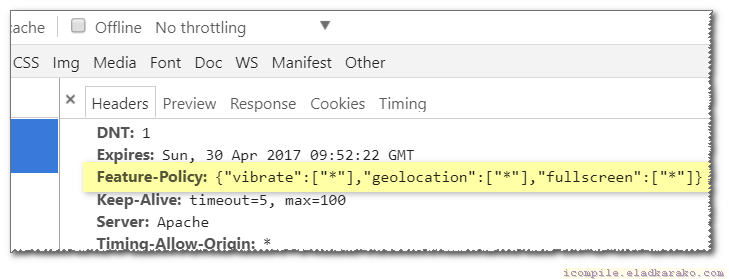 cache Offline No throttling ▼
CSS Img Media Font Doc WS Manifest Other
× Headers Preview Response Cookies Timing
DNT: 1
Expires: Sun, 30 Apr 2017 09:52:22 GMT
Feature-Policy: {"vibrate":["*"],"geolocation":["*"],"fullscreen":["*"]}
Keep-Alive: timeout=5, max=100
Server: Apache
Timing-Allow-Origin: *
icompile.eladkarako.com